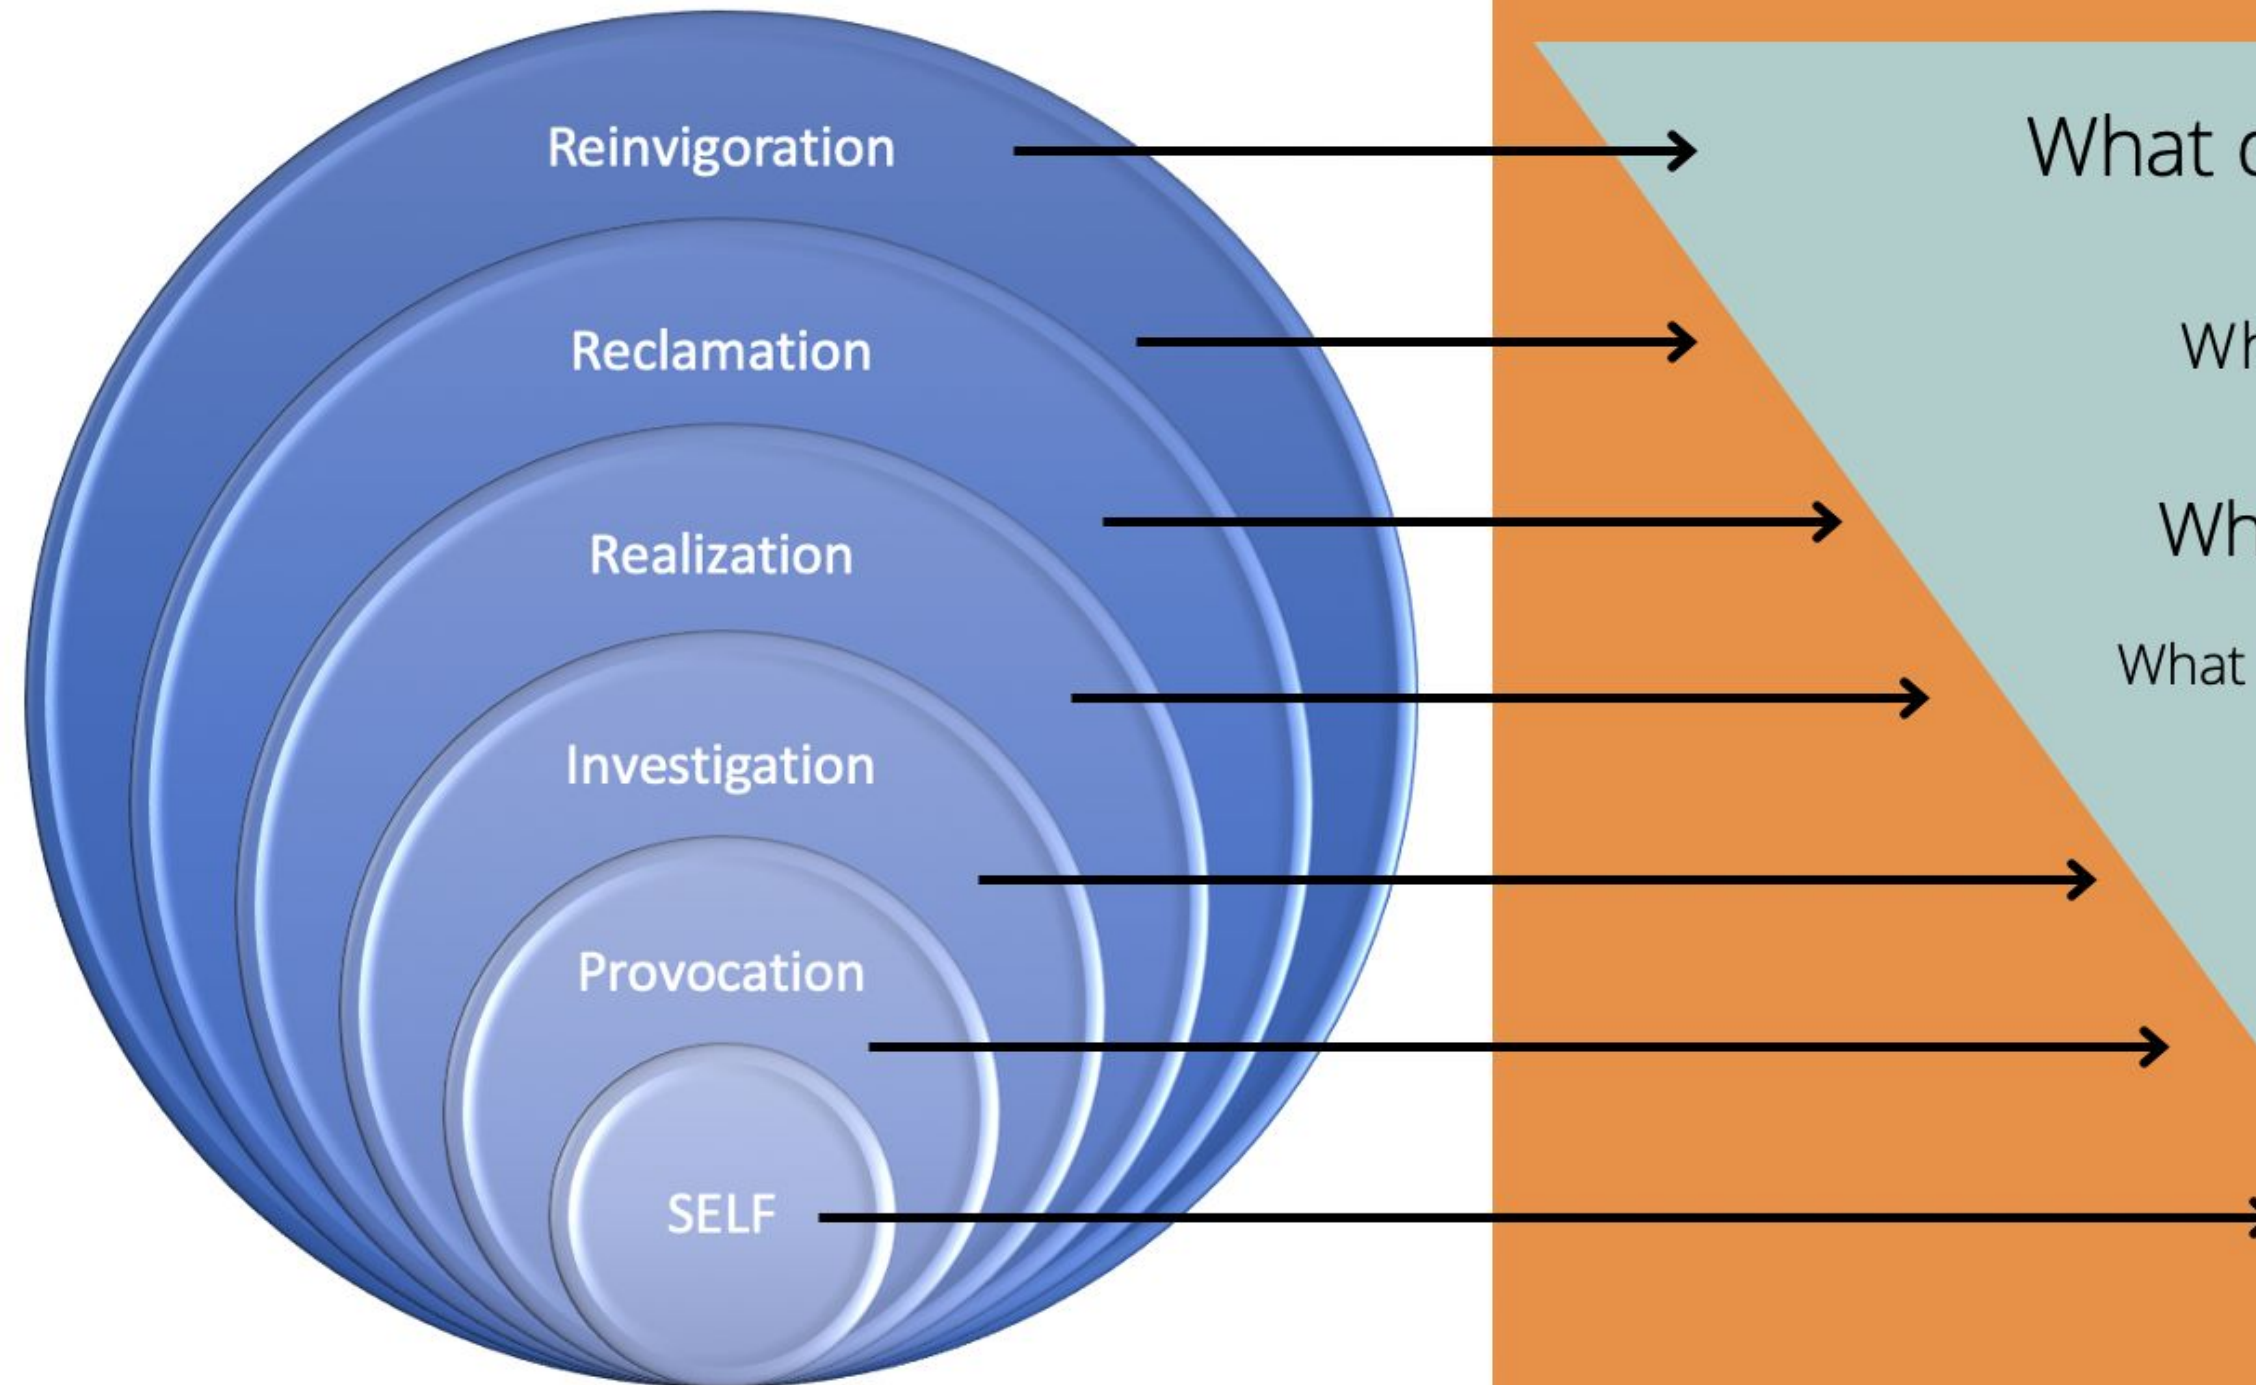 Reinvigoration
What
Reclamation
Realization
Investigation
What
Provocation
SELF